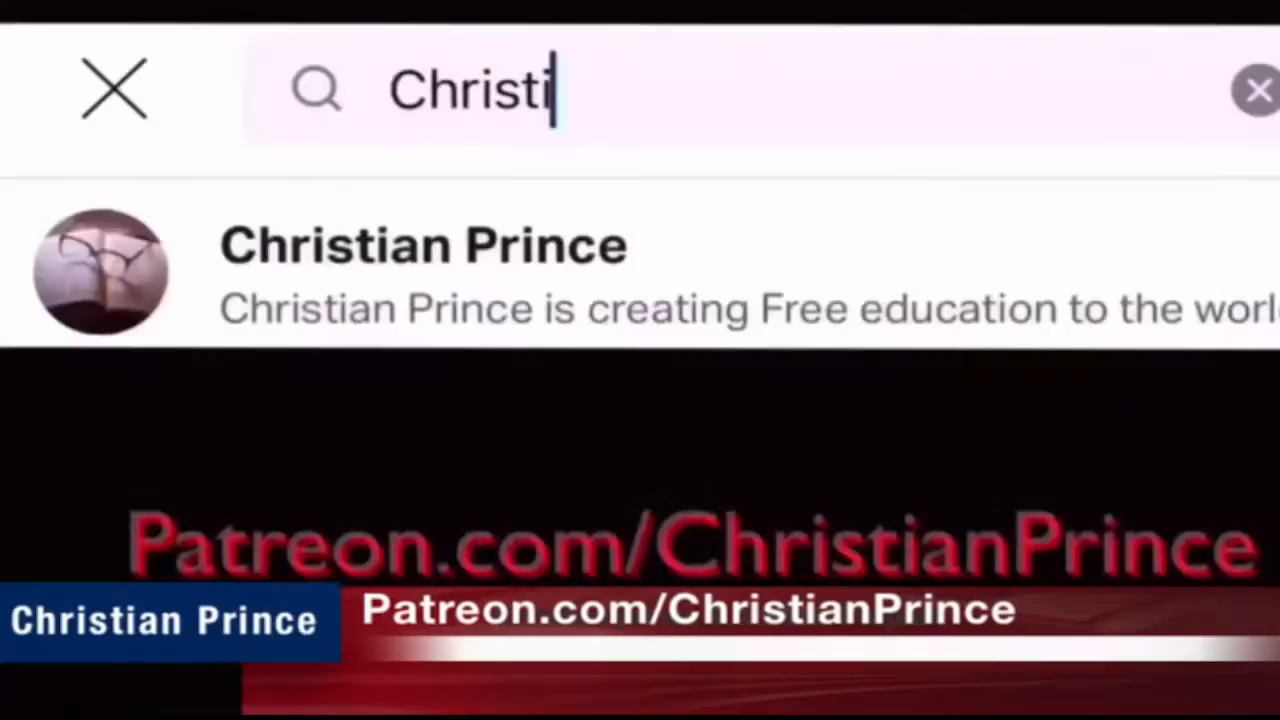 Christi
Christian Prince
Christian Prince is creating Free education to the worl
Patreon.com/ChristianPrince
Christian Prince
Patreon.com/ChristianPrince